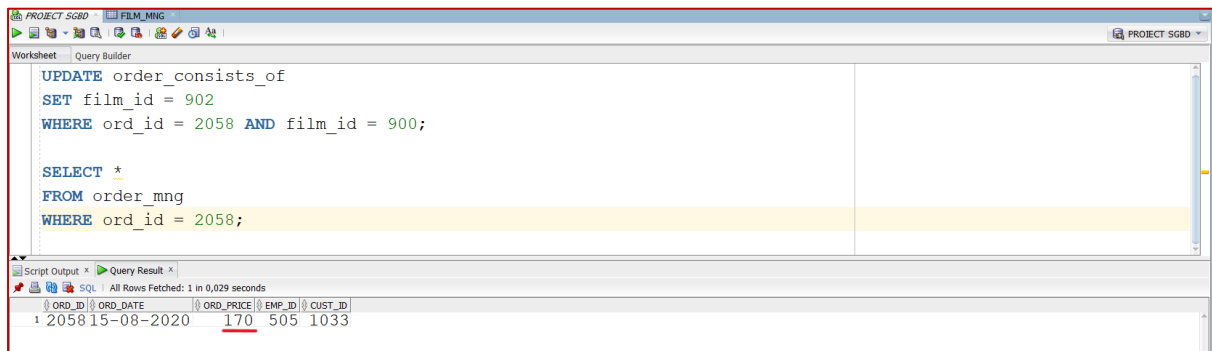 PROJECT SGBD × FILM_MNG ×
PROJECT SGBD
Worksheet Query Builder
UPDATE order_consists_of
SET film_id = 902
WHERE ord_id = 2058 AND film_id = 900;
SELECT *
FROM order_mng
WHERE ord_id = 2058;
Script Output × Query Result ×
SQL | All Rows Fetched: 1 in 0,029 seconds
ORD_ID ORD_DATE ORD_PRICE EMP_ID CUST_ID
1 2058 15-08-2020 170 505 1033